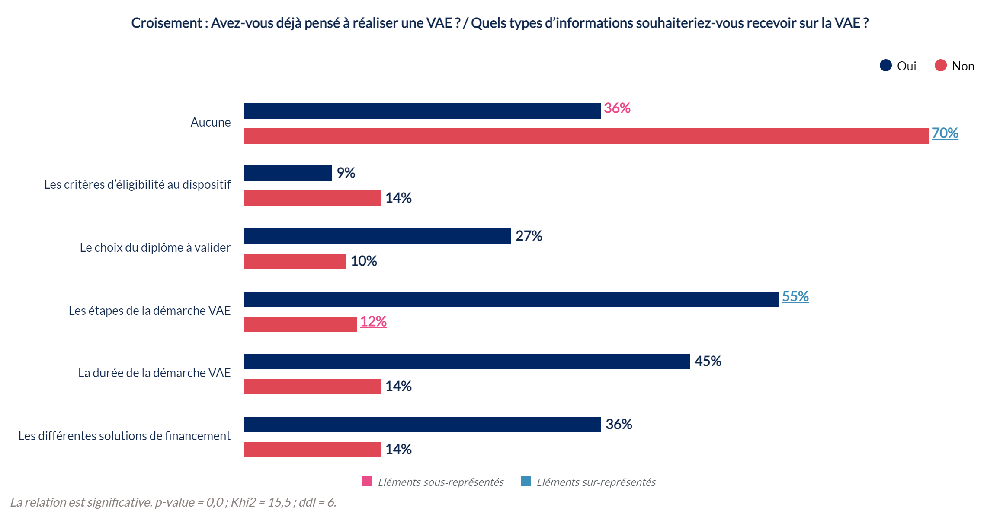 Croisement : Avez-vous déjà pensé à réaliser une VAE ? / Quels types d’informations souhaiteriez-vous recevoir sur la VAE ?
Oui
Non
Aucune
36%
70%
Les critères d’éligibilité au dispositif
9%
14%
Le choix du diplôme à valider
27%
10%
Les étapes de la démarche VAE
55%
12%
La durée de la démarche VAE
45%
14%
Les différentes solutions de financement
36%
14%
Eléments sous-représentés
Eléments sur-représentés
La relation est significative. p-value = 0,0 ; Khi2 = 15,5 ; ddl = 6.